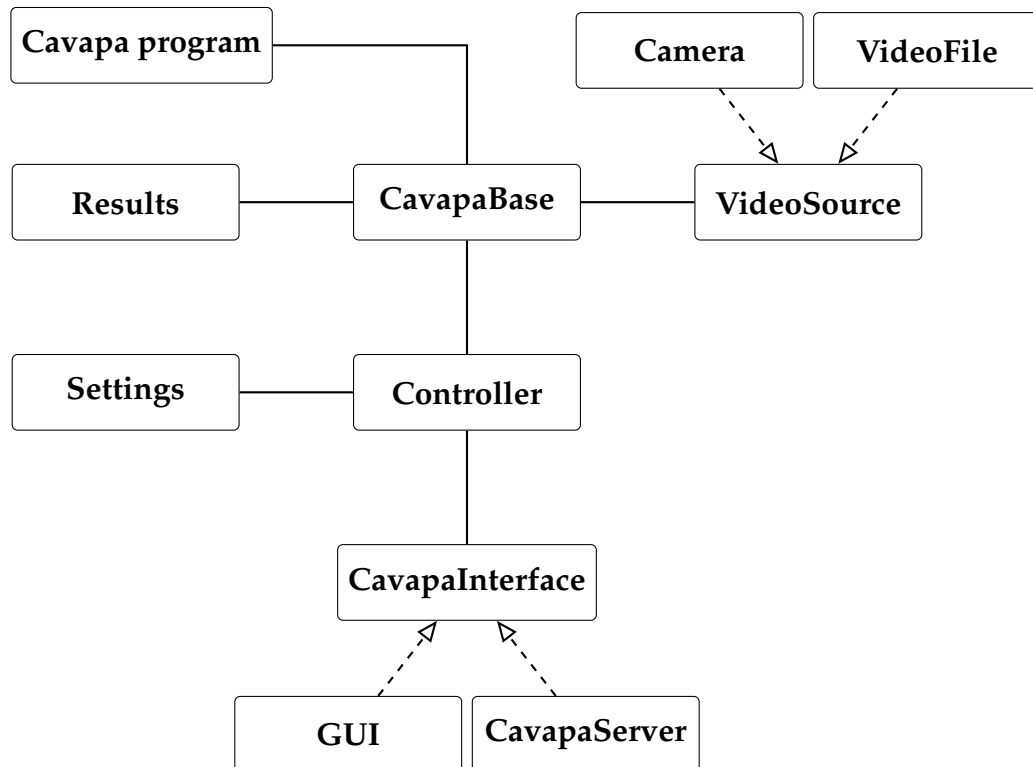 Cavapa program
Camera
VideoFile
Results
CavapaBase
VideoSource
Settings
Controller
CavapaInterface
GUI
CavapaServer